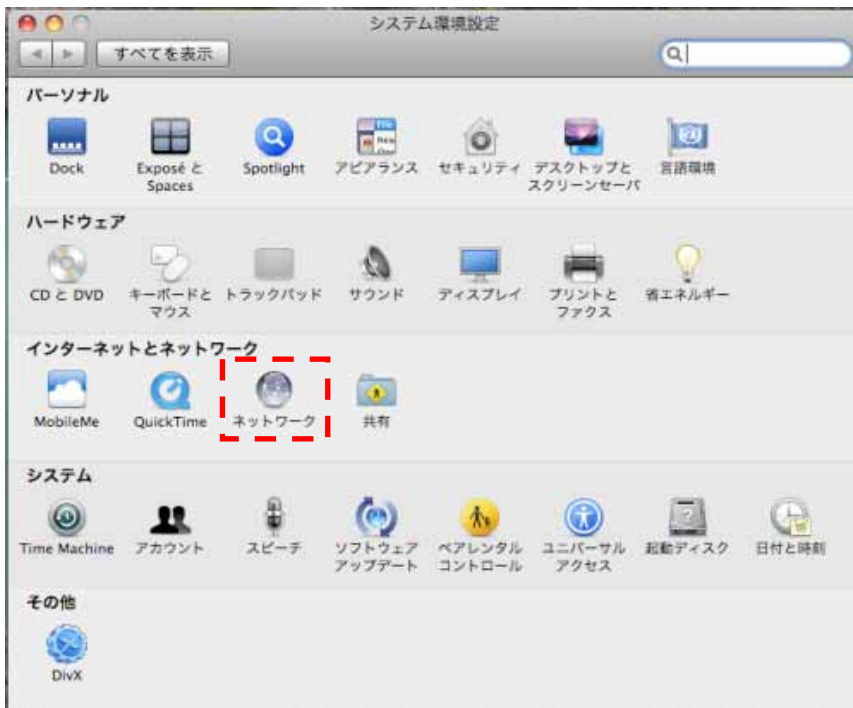 システム環境設定
すべてを表示
パーソナル
Dock
Exposé と
Spaces
Spotlight
アピアランス
セキュリティ
デスクトップと
スクリーンセーバ
言語環境
ハードウェア
CD と DVD
キーボードと
マウス
トラックパッド
サウンド
ディスプレイ
プリントと
ファクス
省エネルギー
インターネットとネットワーク
MobileMe
QuickTime
ネットワーク
共有
システム
Time Machine
アカウント
スピーチ
ソフトウェア
アップデート
ペアレンタル
コントロール
ユニバーサル
アクセス
起動ディスク
日付と時刻
その他
DivX